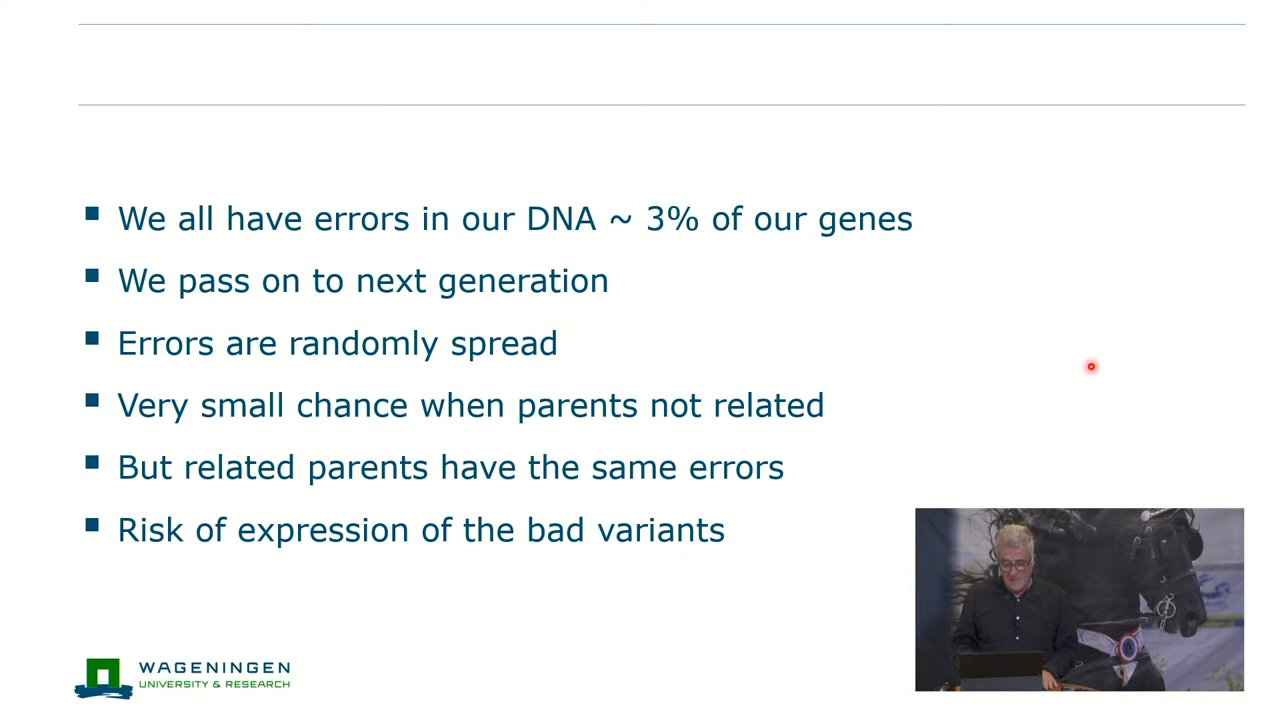 We all have errors in our DNA ~ 3% of our genes
We pass on to next generation
Errors are randomly spread
Very small chance when parents not related
But related parents have the same errors
Risk of expression of the bad variants
WAGENINGEN
UNIVERSITY & RESEARCH